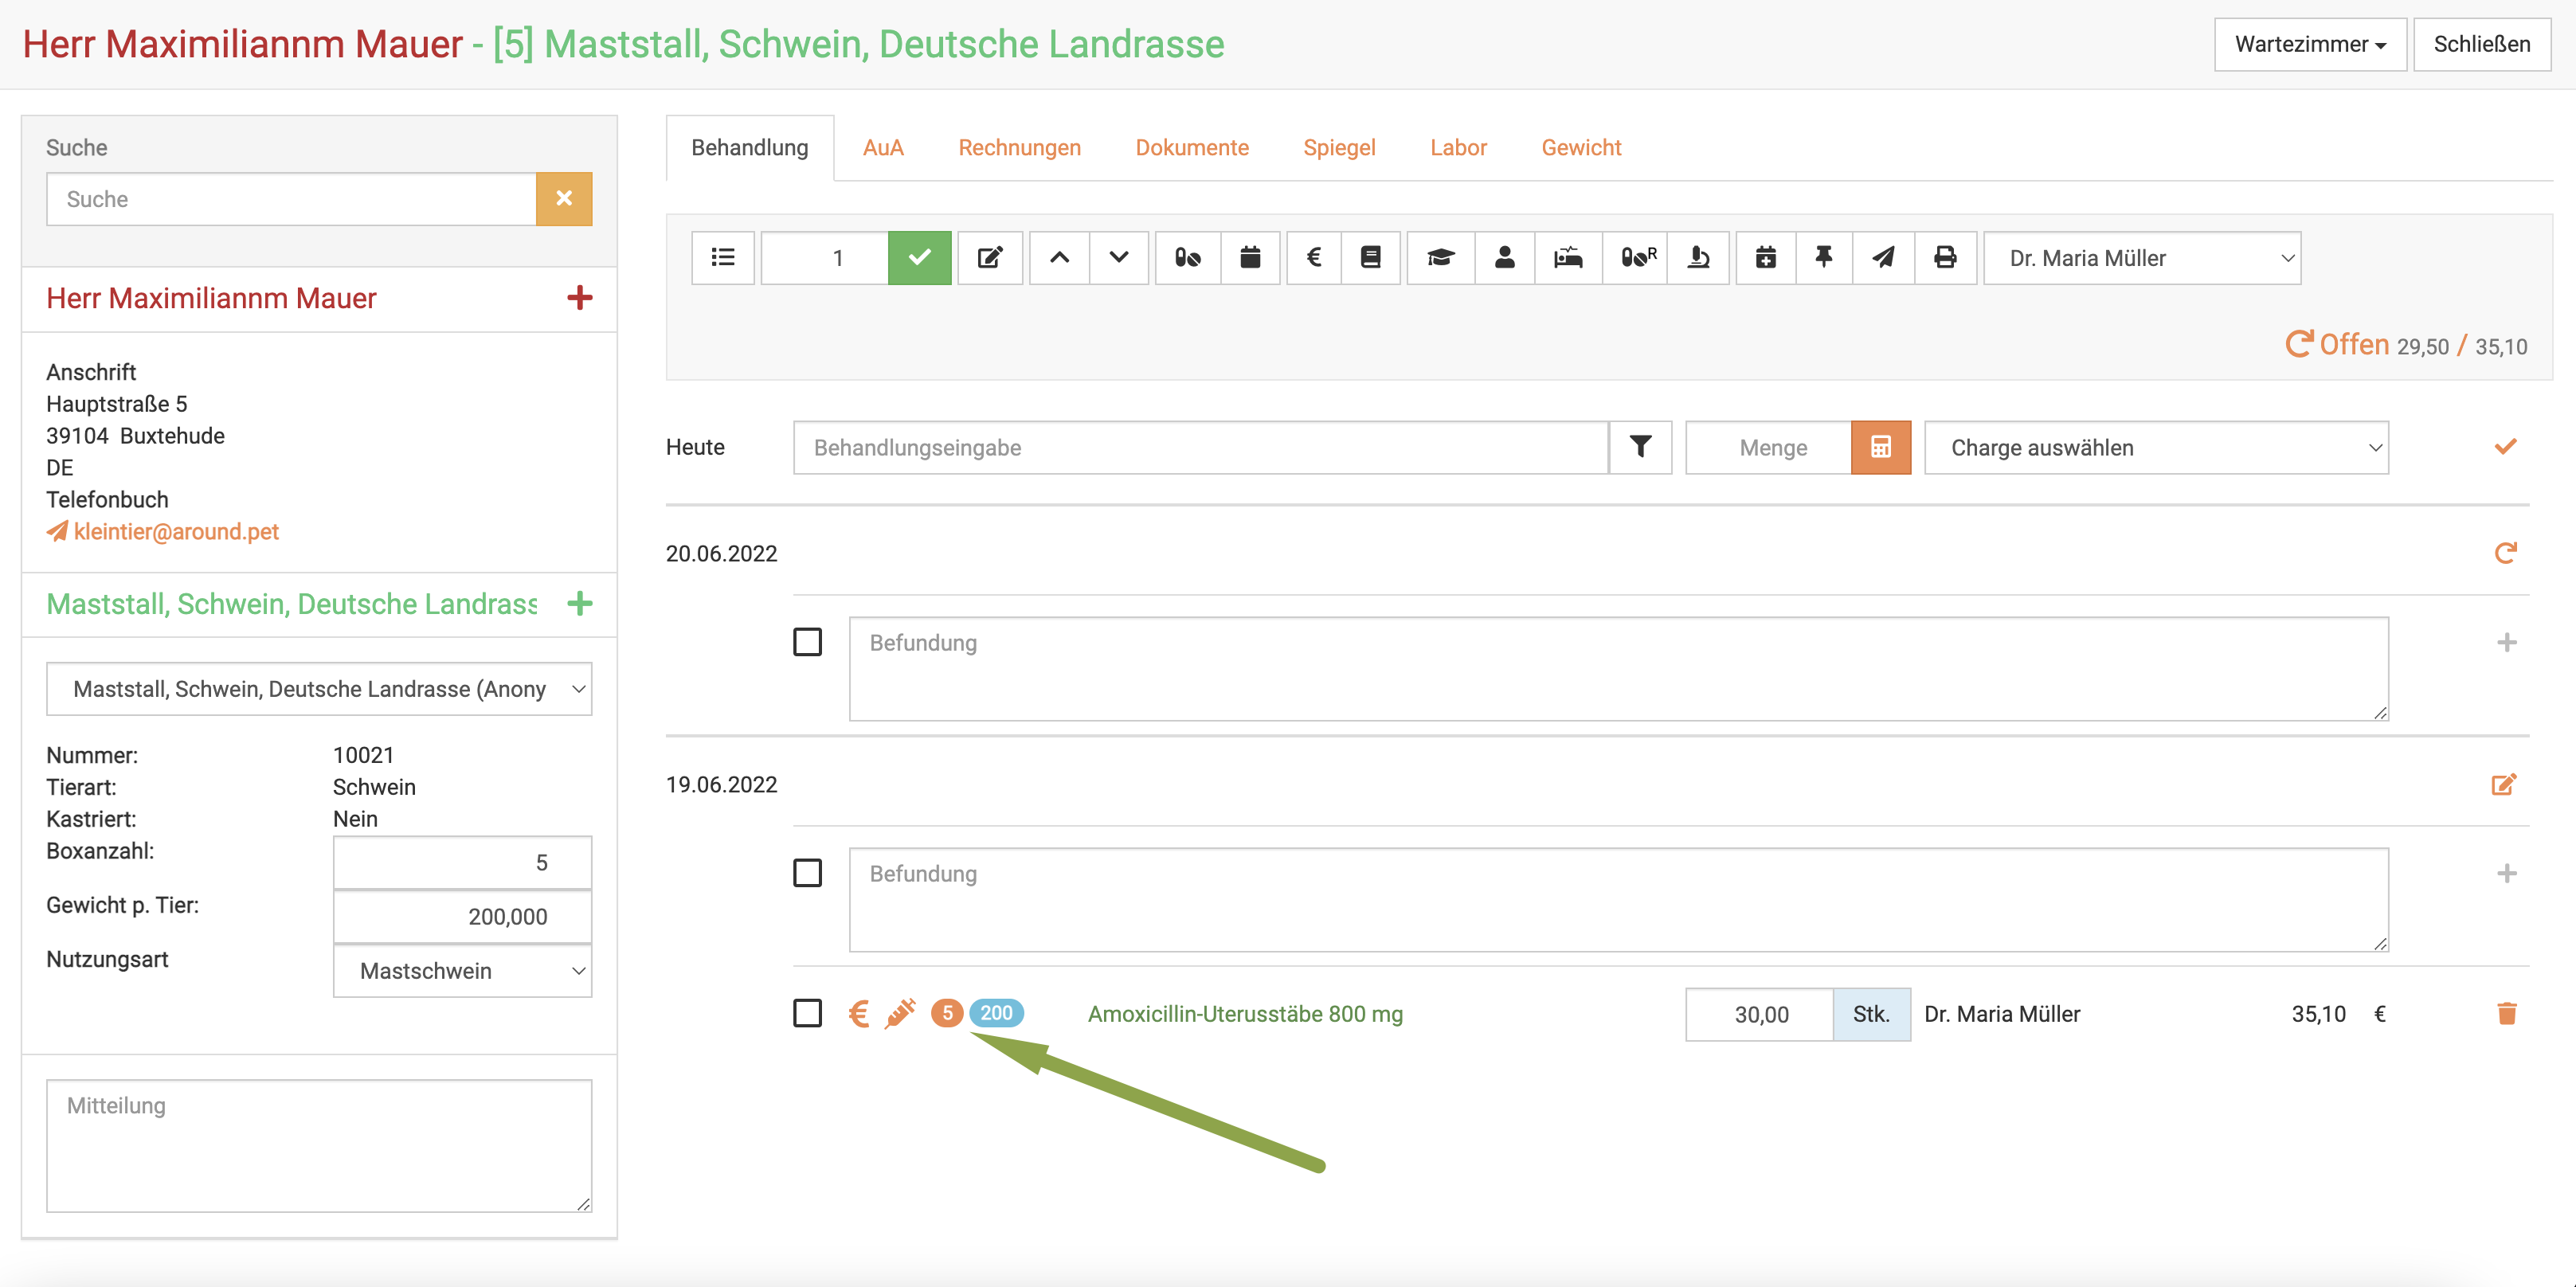 Herr Maximiliannm Mauer - [5] Maststall, Schwein, Deutsche Landrasse
Wartezimmer
Schließen
Suche
Suche
Herr Maximiliannm Mauer
Anschrift
Hauptstraße 5
39104 Buxtehude
DE
Telefonbuch
kleintier@around.pet
Maststall, Schwein, Deutsche Landrass
Maststall, Schwein, Deutsche Landrasse (Anony
Nummer: 10021
Tierart: Schwein
Kastriert: Nein
Boxanzahl: 5
Gewicht p. Tier: 200,000
Nutzungsart Mastschwein
Mitteilung
Behandlung AuA Rechnungen Dokumente Spiegel Labor Gewicht
1 € R Dr. Maria Müller
Offen 29,50 / 35,10
Heute Behandlungseingabe Menge Charge auswählen
20.06.2022
Befundung
19.06.2022
Befundung
€ 5 200 Amoxicillin-Uterusstäbe 800 mg 30,00 Stk. Dr. Maria Müller 35,10 €